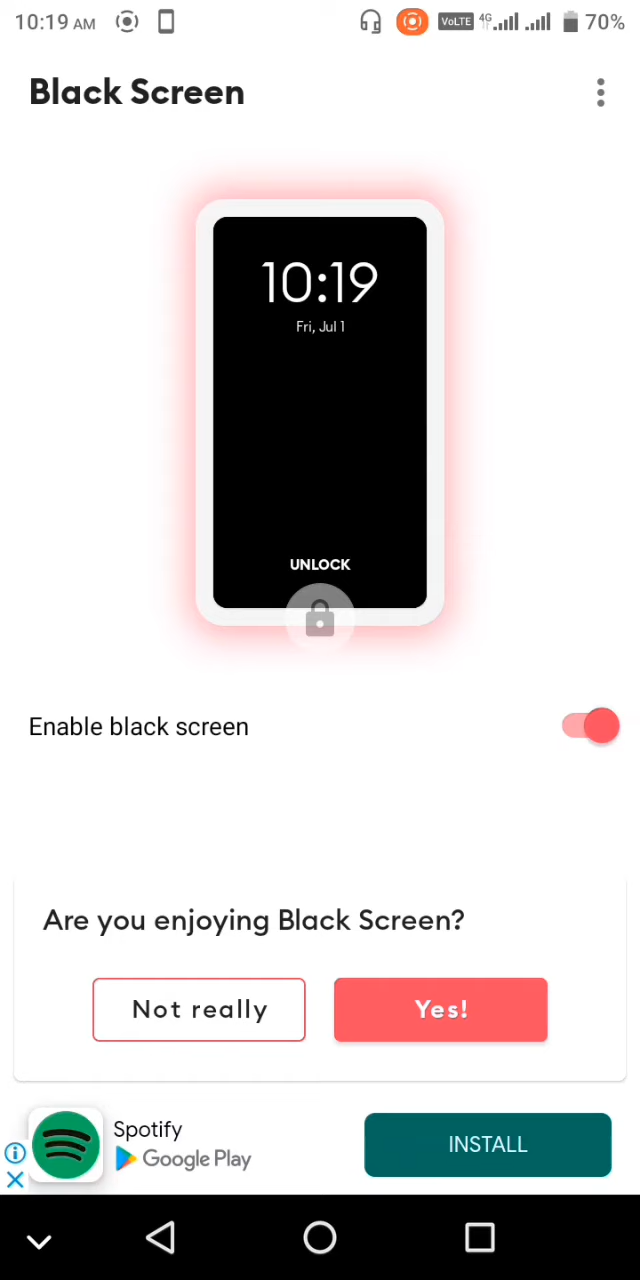 10:19 AM
VoLTE 4G 70%
Black Screen
10:19
Fri, Jul 1
UNLOCK
Enable black screen
Are you enjoying Black Screen?
Not really
Yes!
Spotify
Google Play
INSTALL